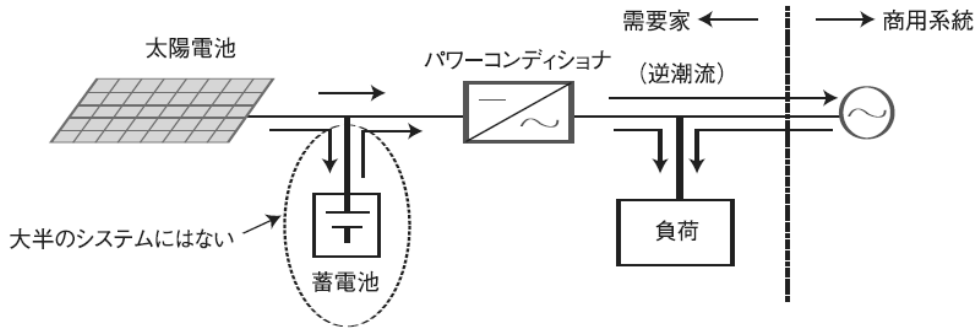 需要家
商用系統
太陽電池
パワーコンディショナ
（逆潮流）
大半のシステムにはない
蓄電池
負荷